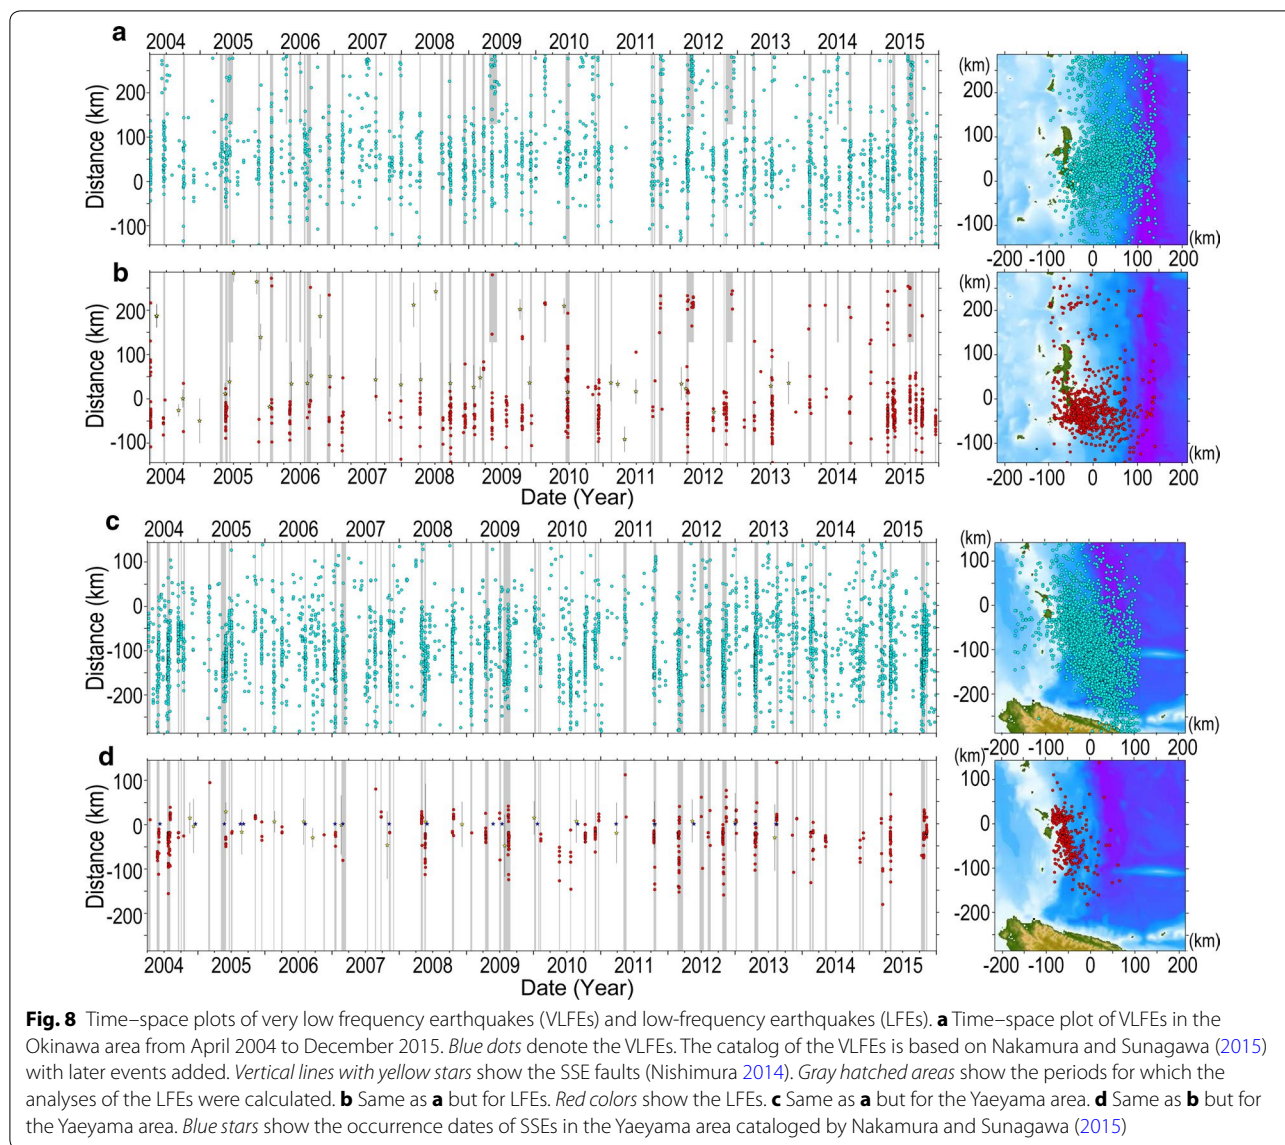 a
2004 2005 2006 2007 2008 2009 2010 2011 2012 2013 2014 2015
Distance (km)
200
100
0
-100
(km)
200
100
0
-100
-200 -100 0 100 200
(km)
b
Distance (km)
200
100
0
-100
2004 2005 2006 2007 2008 2009 2010 2011 2012 2013 2014 2015
Date (Year)
(km)
200
100
0
-100
-200 -100 0 100 200
(km)
c
2004 2005 2006 2007 2008 2009 2010 2011 2012 2013 2014 2015
Distance (km)
100
0
-100
-200
(km)
100
0
-100
-200
-200 -100 0 100 200
(km)
d
Distance (km)
100
0
-100
-200
2004 2005 2006 2007 2008 2009 2010 2011 2012 2013 2014 2015
Date (Year)
(km)
100
0
-100
-200
-200 -100 0 100 200
(km)
Fig. 8 Time–space plots of very low frequency earthquakes (VLFEs) and low-frequency earthquakes (LFEs). a Time–space plot of VLFEs in the
Okinawa area from April 2004 to December 2015. Blue dots denote the VLFEs. The catalog of the VLFEs is based on Nakamura and Sunagawa (2015)
with later events added. Vertical lines with yellow stars show the SSE faults (Nishimura 2014). Gray hatched areas show the periods for which the
analyses of the LFEs were calculated. b Same as a but for LFEs. Red colors show the LFEs. c Same as a but for the Yaeyama area. d Same as b but for
the Yaeyama area. Blue stars show the occurrence dates of SSEs in the Yaeyama area cataloged by Nakamura and Sunagawa (2015)